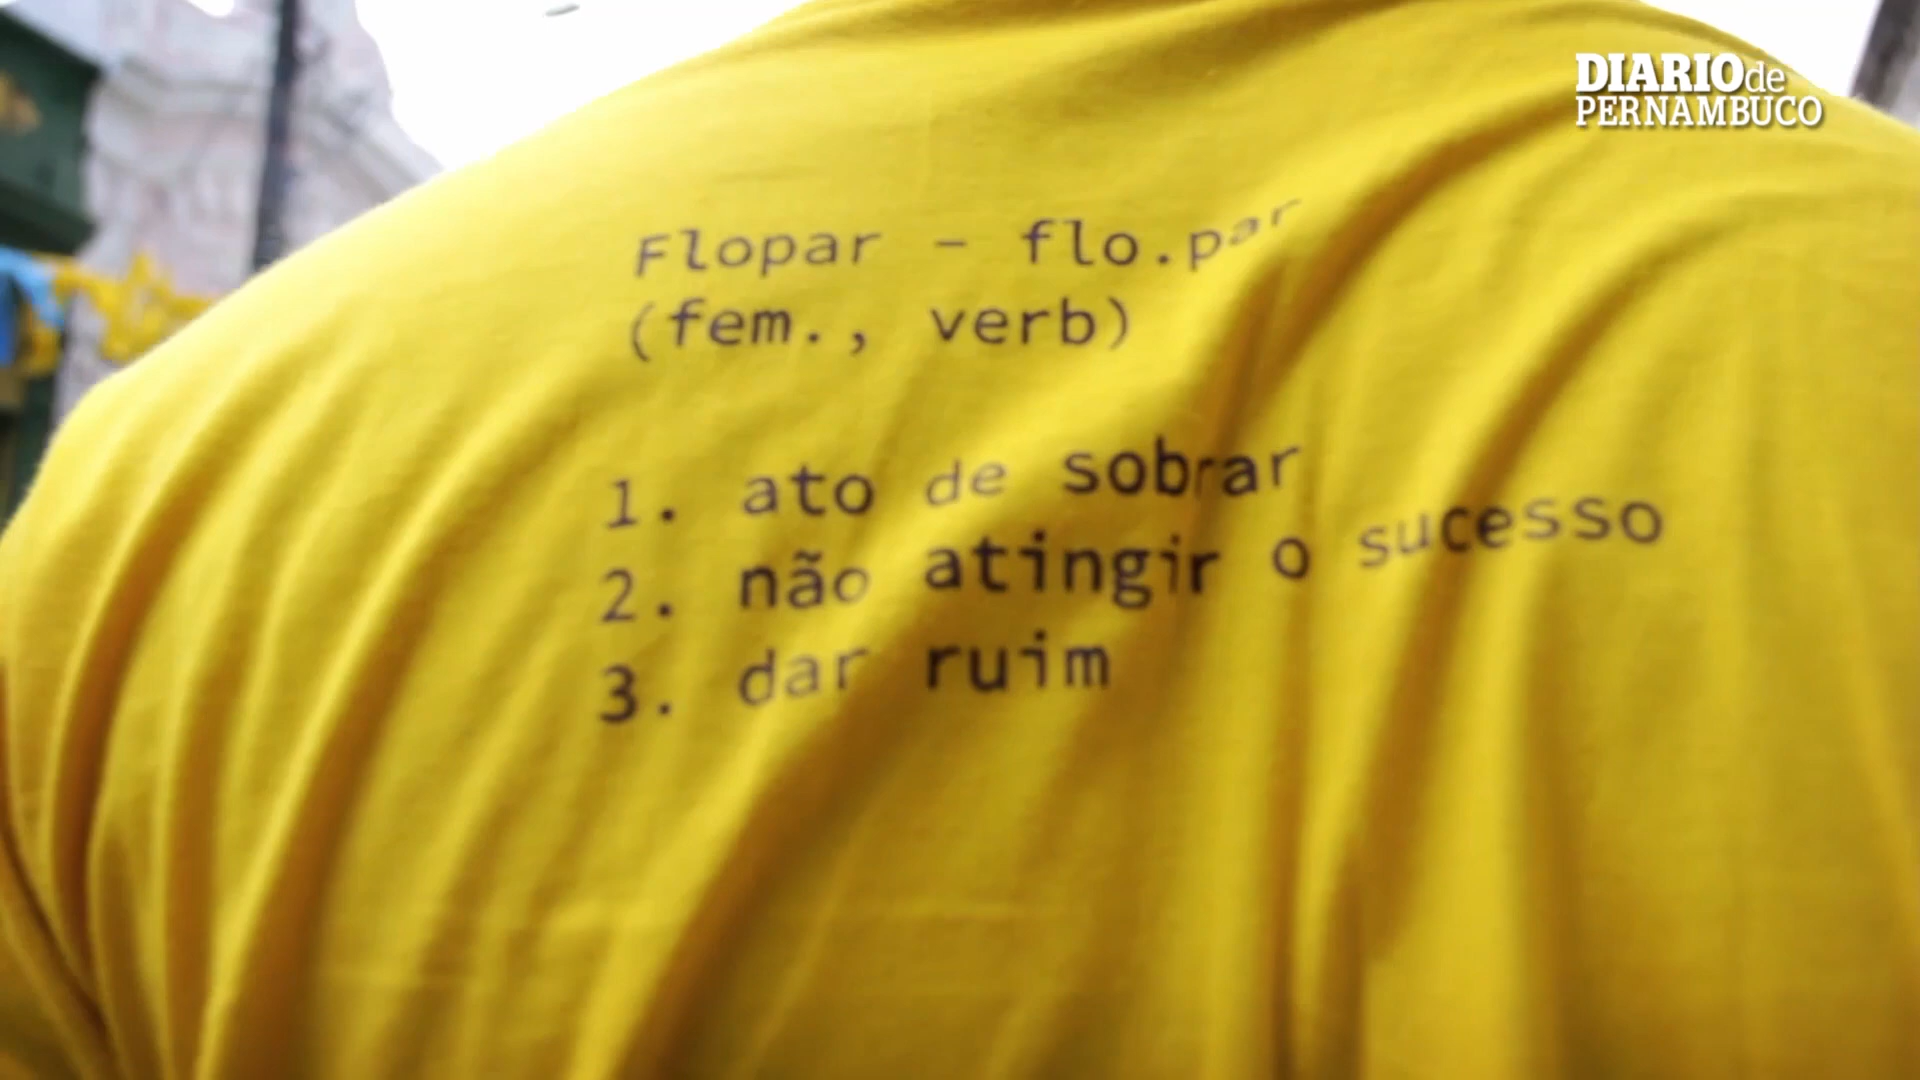 DIARIO de
PERNAMBUCO
Flopar - flo.par
(fem., verb)
1. ato de sobrar
2. não atingir o sucesso
3. dar ruim